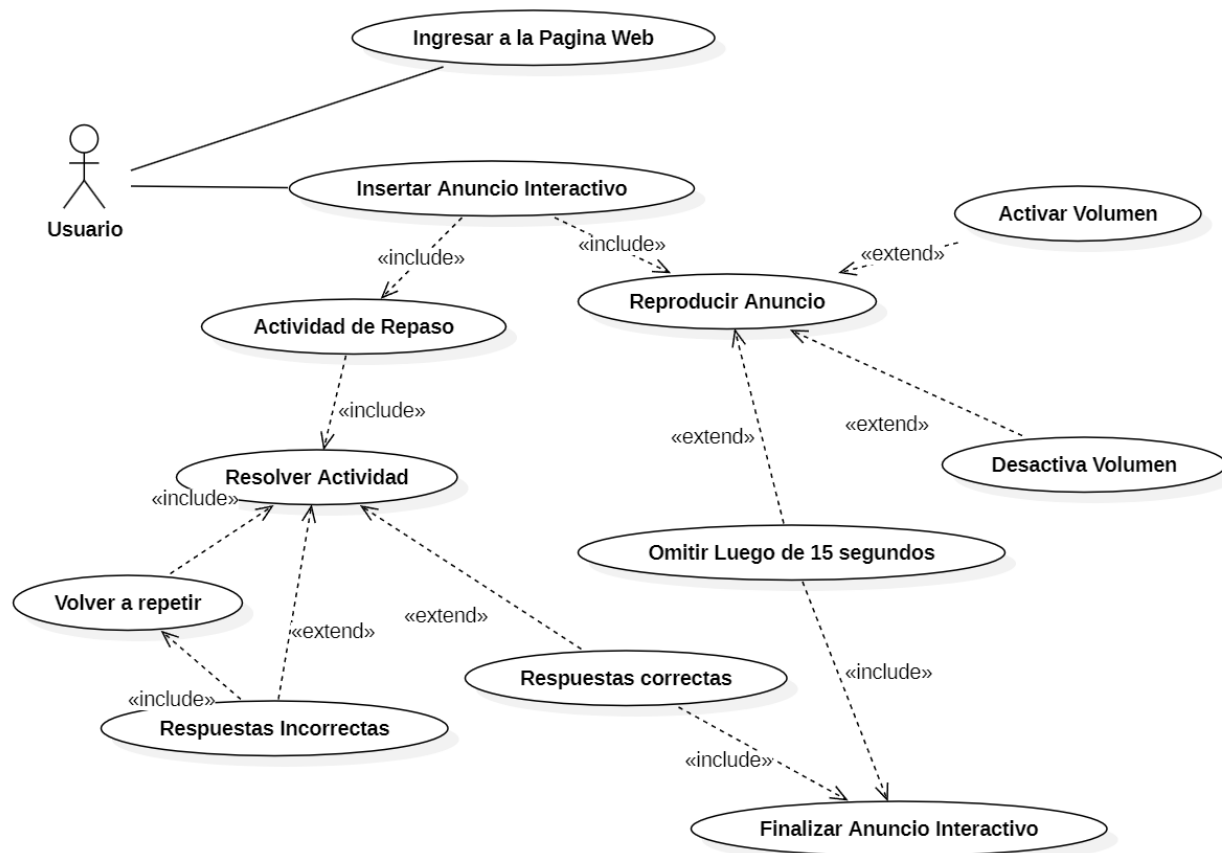 Ingresar a la Pagina Web
Usuario
Insertar Anuncio Interactivo
Activar Volumen
«include»
«include»
«extend»
Reproducir Anuncio
Actividad de Repaso
«include»
«extend»
«extend»
Resolver Actividad
Desactiva Volumen
«include»
Omitir Luego de 15 segundos
Volver a repetir
«extend»
«extend»
«include»
Respuestas correctas
«include»
Respuestas Incorrectas
«include»
Finalizar Anuncio Interactivo